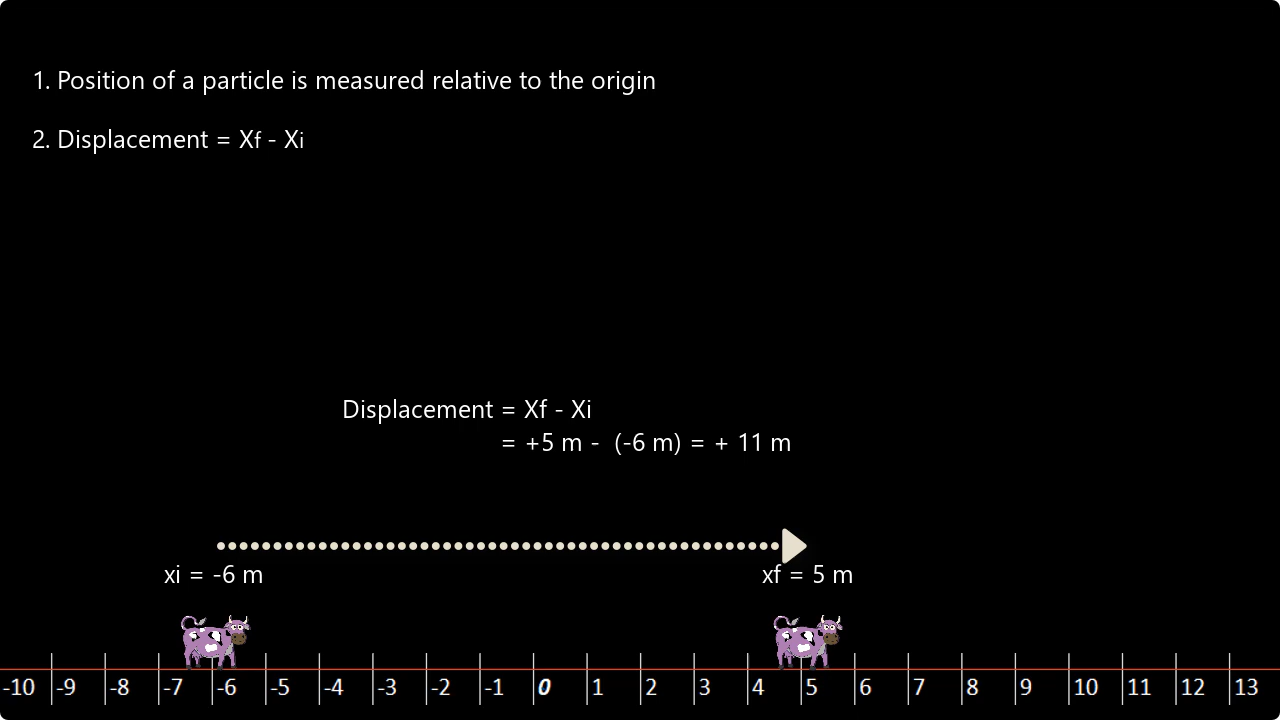 1. Position of a particle is measured relative to the origin
2. Displacement = Xf - Xi
Displacement = Xf - Xi
= +5 m - (-6 m) = + 11 m
xi = -6 m xf = 5 m
-10 -9 -8 -7 -6 -5 -4 -3 -2 -1 0 1 2 3 4 5 6 7 8 9 10 11 12 13